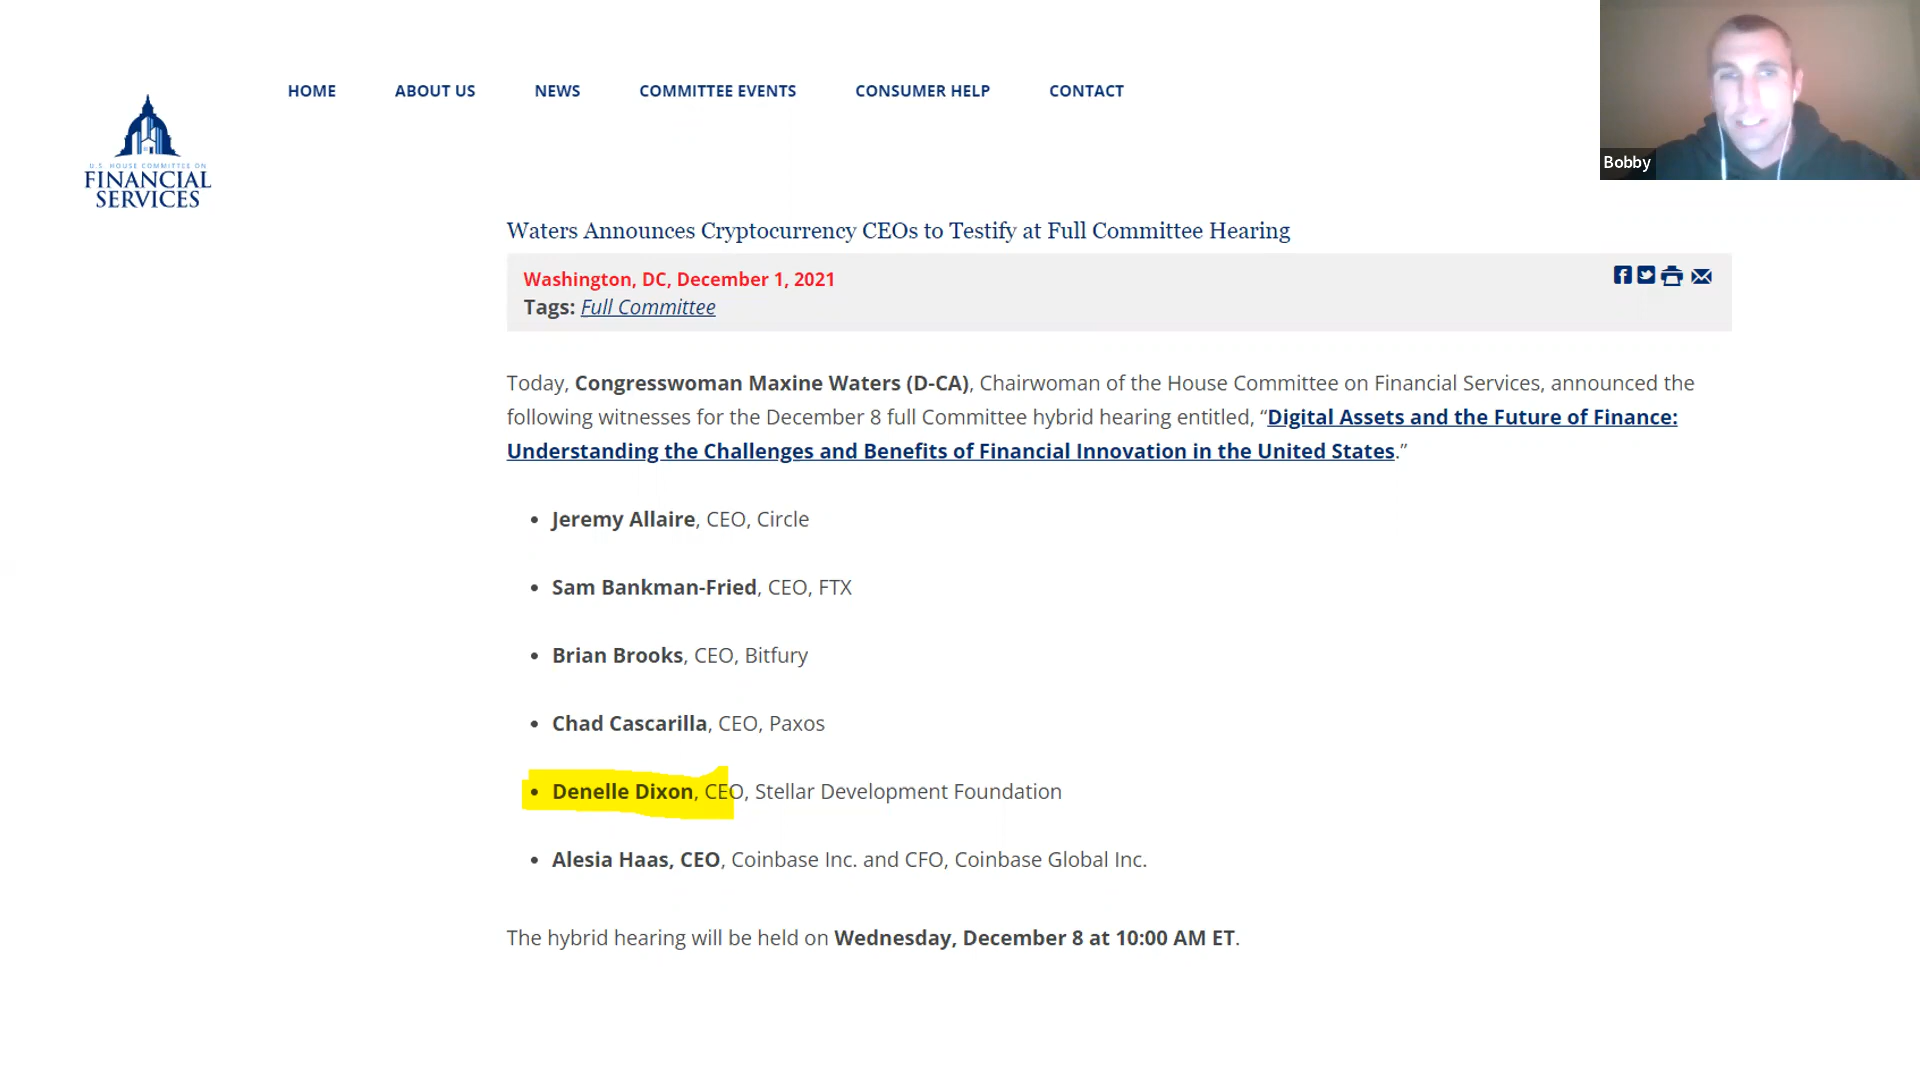 HOME ABOUT US NEWS COMMITTEE EVENTS CONSUMER HELP CONTACT
U.S. HOUSE COMMITTEE ON
FINANCIAL
SERVICES
Bobby
Waters Announces Cryptocurrency CEOs to Testify at Full Committee Hearing
Washington, DC, December 1, 2021
Tags: Full Committee
Today, Congresswoman Maxine Waters (D-CA), Chairwoman of the House Committee on Financial Services, announced the
following witnesses for the December 8 full Committee hybrid hearing entitled, “Digital Assets and the Future of Finance:
Understanding the Challenges and Benefits of Financial Innovation in the United States.”
• Jeremy Allaire, CEO, Circle
• Sam Bankman-Fried, CEO, FTX
• Brian Brooks, CEO, Bitfury
• Chad Cascarilla, CEO, Paxos
• Denelle Dixon, CEO, Stellar Development Foundation
• Alesia Haas, CEO, Coinbase Inc. and CFO, Coinbase Global Inc.
The hybrid hearing will be held on Wednesday, December 8 at 10:00 AM ET.